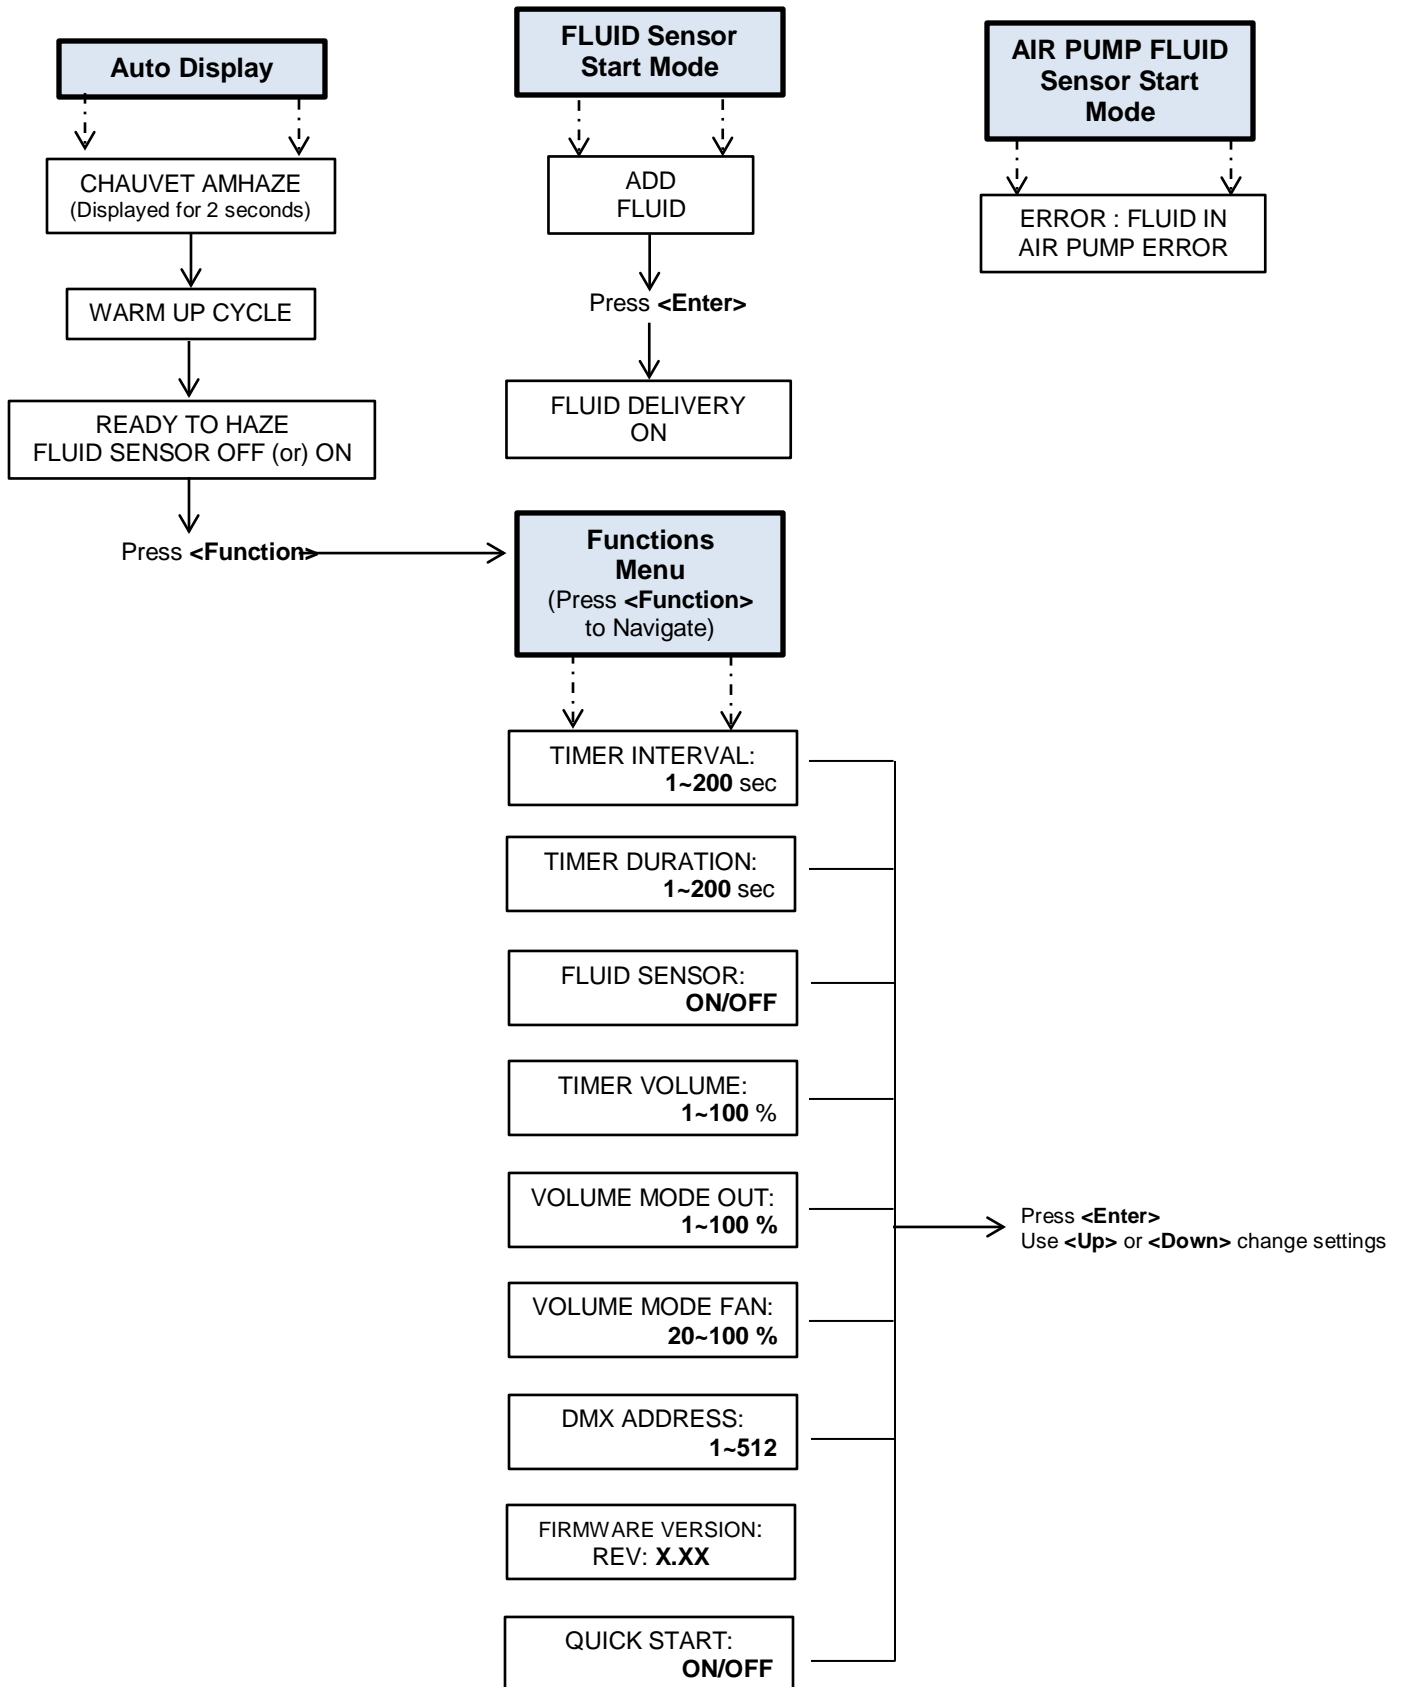 Auto Display
CHAUVET AMHAZE
(Displayed for 2 seconds)
WARM UP CYCLE
READY TO HAZE
FLUID SENSOR OFF (or) ON
Press <Function>
FLUID Sensor
Start Mode
ADD
FLUID
Press <Enter>
FLUID DELIVERY
ON
AIR PUMP FLUID
Sensor Start
Mode
ERROR : FLUID IN
AIR PUMP ERROR
Functions
Menu
(Press <Function>
to Navigate)
TIMER INTERVAL:
1~200 sec
TIMER DURATION:
1~200 sec
FLUID SENSOR:
ON/OFF
TIMER VOLUME:
1~100 %
VOLUME MODE OUT:
1~100 %
VOLUME MODE FAN:
20~100 %
DMX ADDRESS:
1~512
FIRMWARE VERSION:
REV: X.XX
QUICK START:
ON/OFF
Press <Enter>
Use <Up> or <Down> change settings